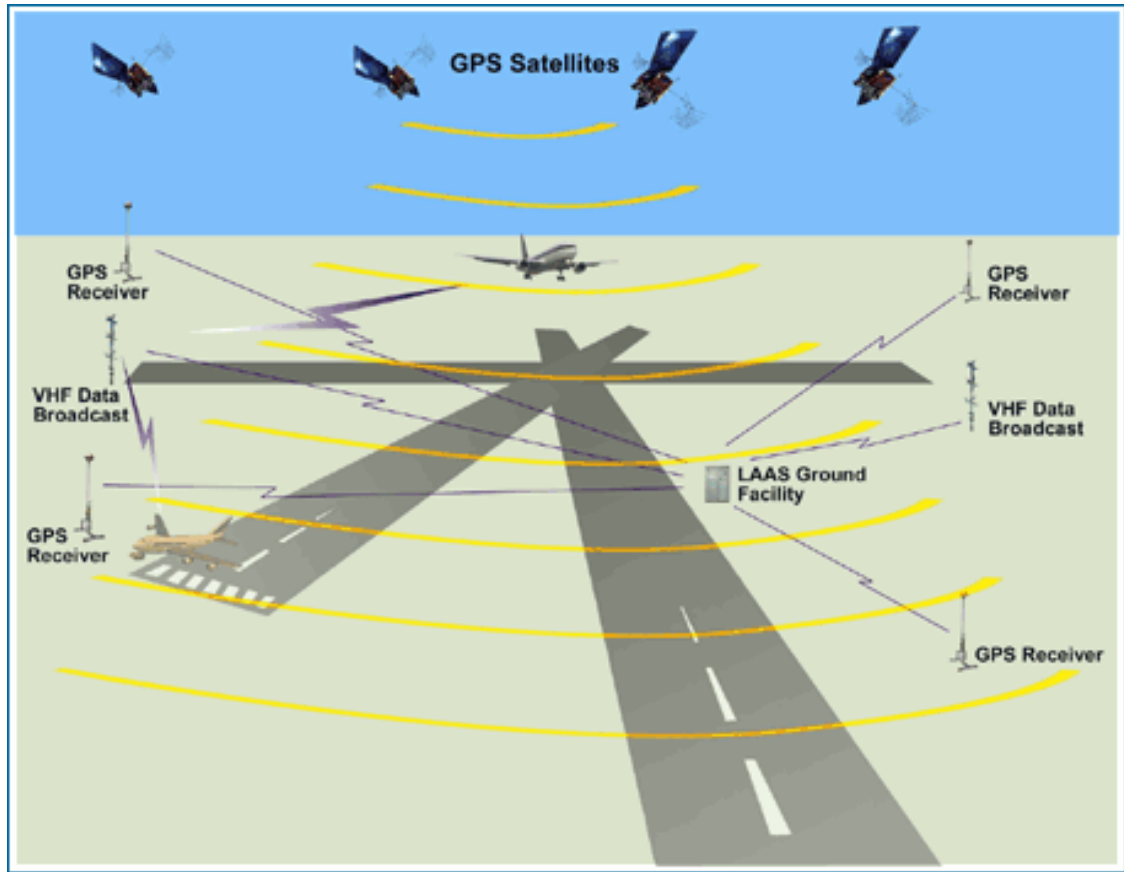 GPS Satellites
GPS
Receiver
GPS
Receiver
VHF Data
Broadcast
VHF Data
Broadcast
LAAS Ground
Facility
GPS
Receiver
GPS Receiver